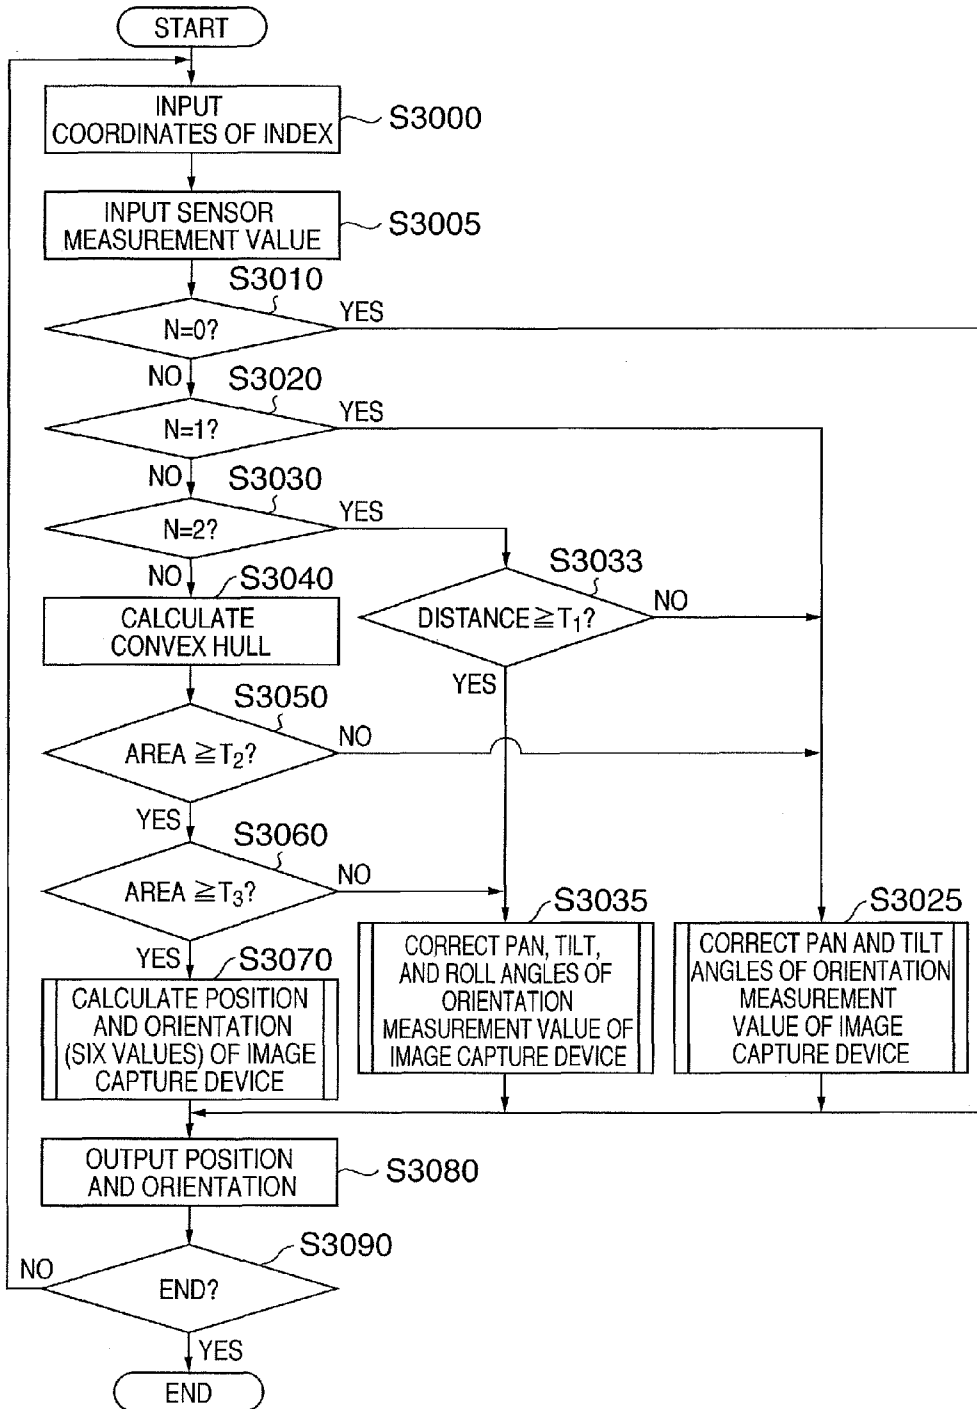 START
INPUT
COORDINATES OF INDEX
S3000
INPUT SENSOR
MEASUREMENT VALUE
S3005
S3010
N=0?
YES
NO
S3020
N=1?
YES
NO
S3030
N=2?
YES
NO
S3033
DISTANCE≧T1?
NO
YES
S3040
CALCULATE
CONVEX HULL
S3050
AREA ≧T2?
NO
YES
S3060
AREA ≧T3?
NO
YES
S3035
CORRECT PAN, TILT,
AND ROLL ANGLES OF
ORIENTATION
MEASUREMENT VALUE OF
IMAGE CAPTURE DEVICE
S3025
CORRECT PAN AND TILT
ANGLES OF ORIENTATION
MEASUREMENT
VALUE OF IMAGE
CAPTURE DEVICE
S3070
CALCULATE POSITION
AND ORIENTATION
(SIX VALUES) OF IMAGE
CAPTURE DEVICE
OUTPUT POSITION
AND ORIENTATION
S3080
S3090
END?
NO
YES
END